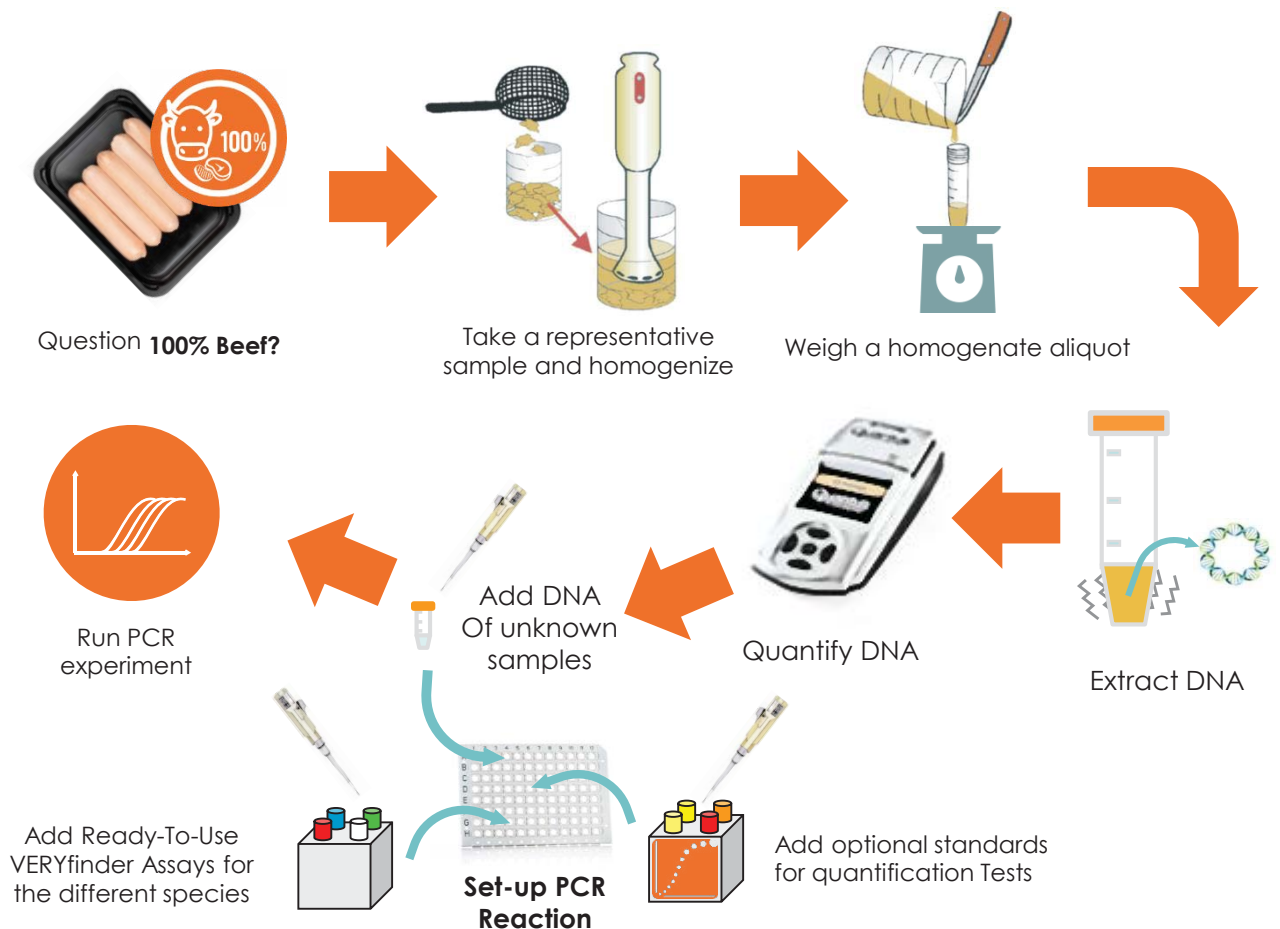 100%
Question 100% Beef?
Take a representative
sample and homogenize
Weigh a homogenate aliquot
Extract DNA
Quantify DNA
Add DNA
Of unknown
samples
Run PCR
experiment
Add Ready-To-Use
VERYfinder Assays for
the different species
Set-up PCR
Reaction
Add optional standards
for quantification Tests